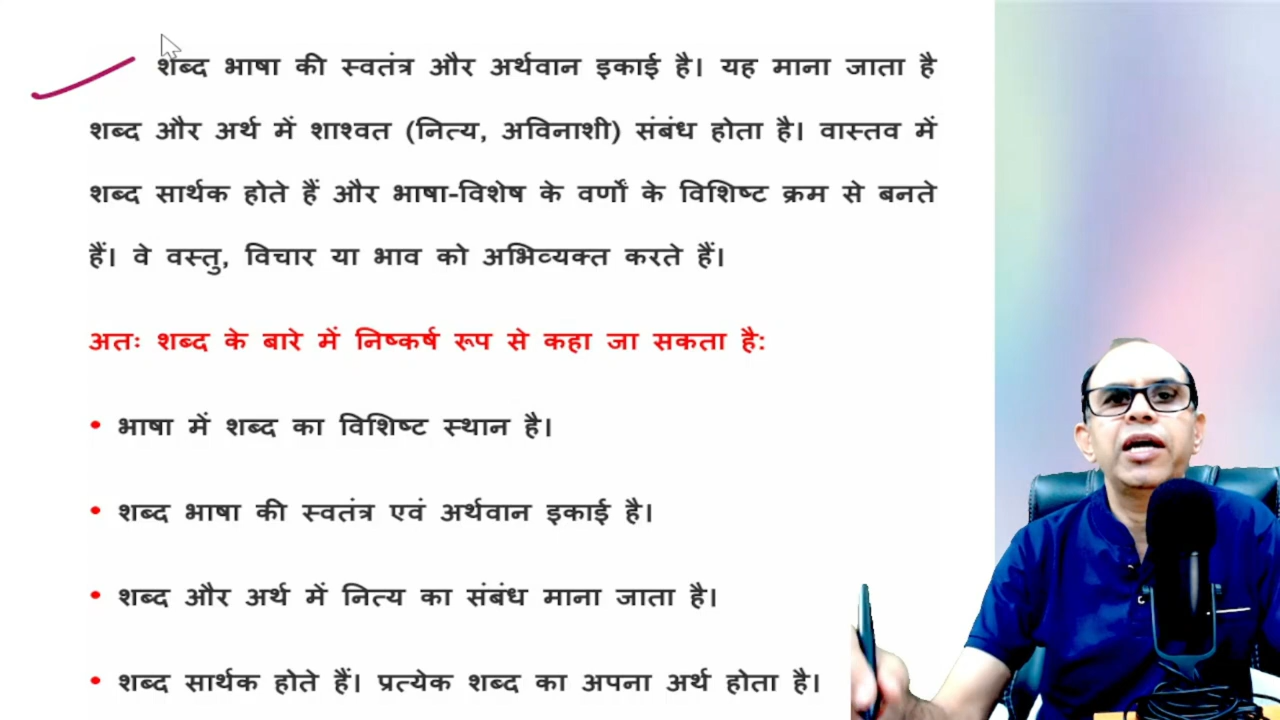 शब्द भाषा की स्वतंत्र और अर्थवान इकाई है। यह माना जाता है
शब्द और अर्थ में शाश्वत (नित्य, अविनाशी) संबंध होता है। वास्तव में
शब्द सार्थक होते हैं और भाषा-विशेष के वर्णों के विशिष्ट क्रम से बनते
हैं। वे वस्तु, विचार या भाव को अभिव्यक्त करते हैं।
अतः शब्द के बारे में निष्कर्ष रूप से कहा जा सकता है:
• भाषा में शब्द का विशिष्ट स्थान है।
• शब्द भाषा की स्वतंत्र एवं अर्थवान इकाई है।
• शब्द और अर्थ में नित्य का संबंध माना जाता है।
• शब्द सार्थक होते हैं। प्रत्येक शब्द का अपना अर्थ होता है।